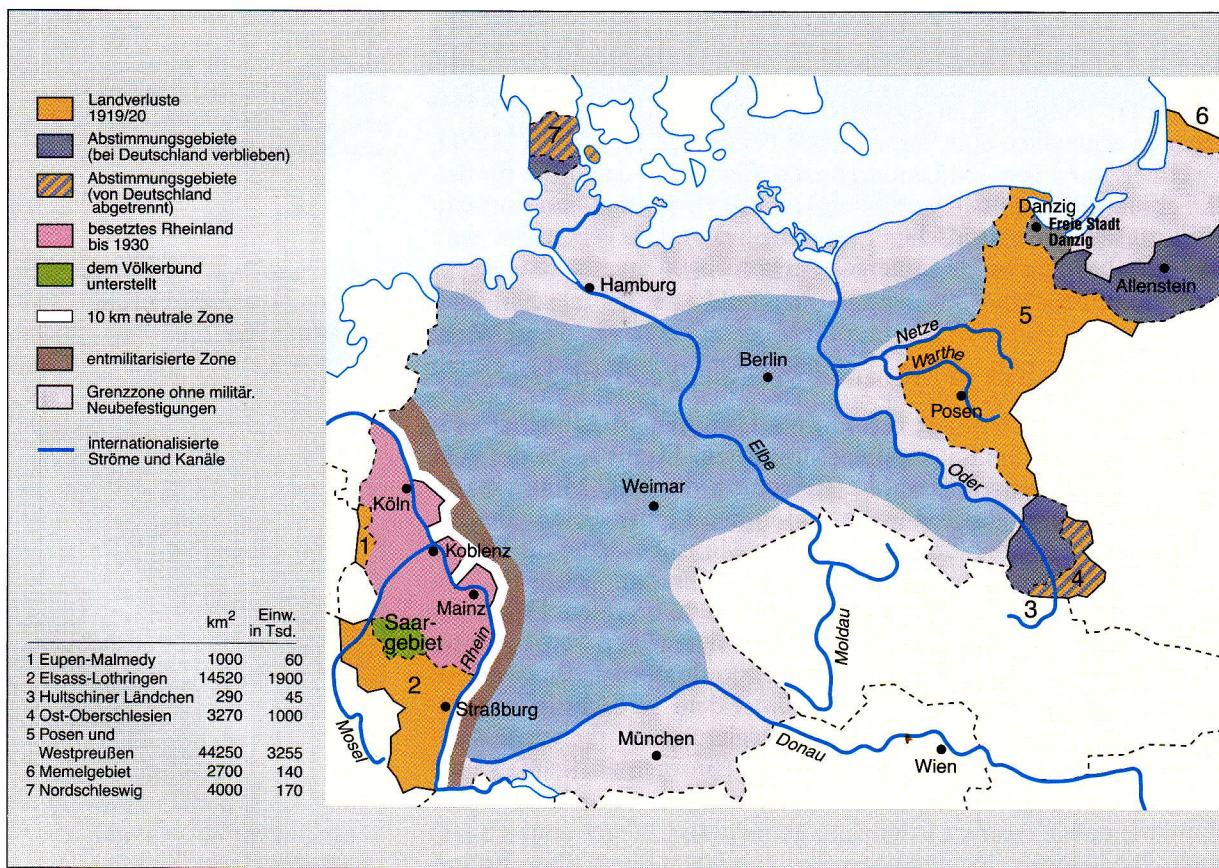 Landverluste
1919/20
Abstimmungsgebiete
(bei Deutschland verblieben)
Abstimmungsgebiete
(von Deutschland
abgetrennt)
besetztes Rheinland
bis 1930
dem Völkerbund
unterstellt
10 km neutrale Zone
entmilitarisierte Zone
Grenzzone ohne militär.
Neubefestigungen
internationalisierte
Ströme und Kanäle
km² Einw.
in Tsd.
1 Eupen-Malmedy 1000 60
2 Elsass-Lothringen 14520 1900
3 Hultschiner Ländchen 290 45
4 Ost-Oberschlesien 3270 1000
5 Posen und
Westpreußen 44250 3255
6 Memelgebiet 2700 140
7 Nordschleswig 4000 170
6
7
Danzig
Freie Stadt
Danzig
Allenstein
Hamburg
5
Netze
Berlin
Warthe
Posen
Elbe
Oder
Köln
Weimar
1
Koblenz
4
Mainz
3
Saar-
gebiet
Rhein
Moldau
2
Straßburg
Mosel
München
Donau
Wien